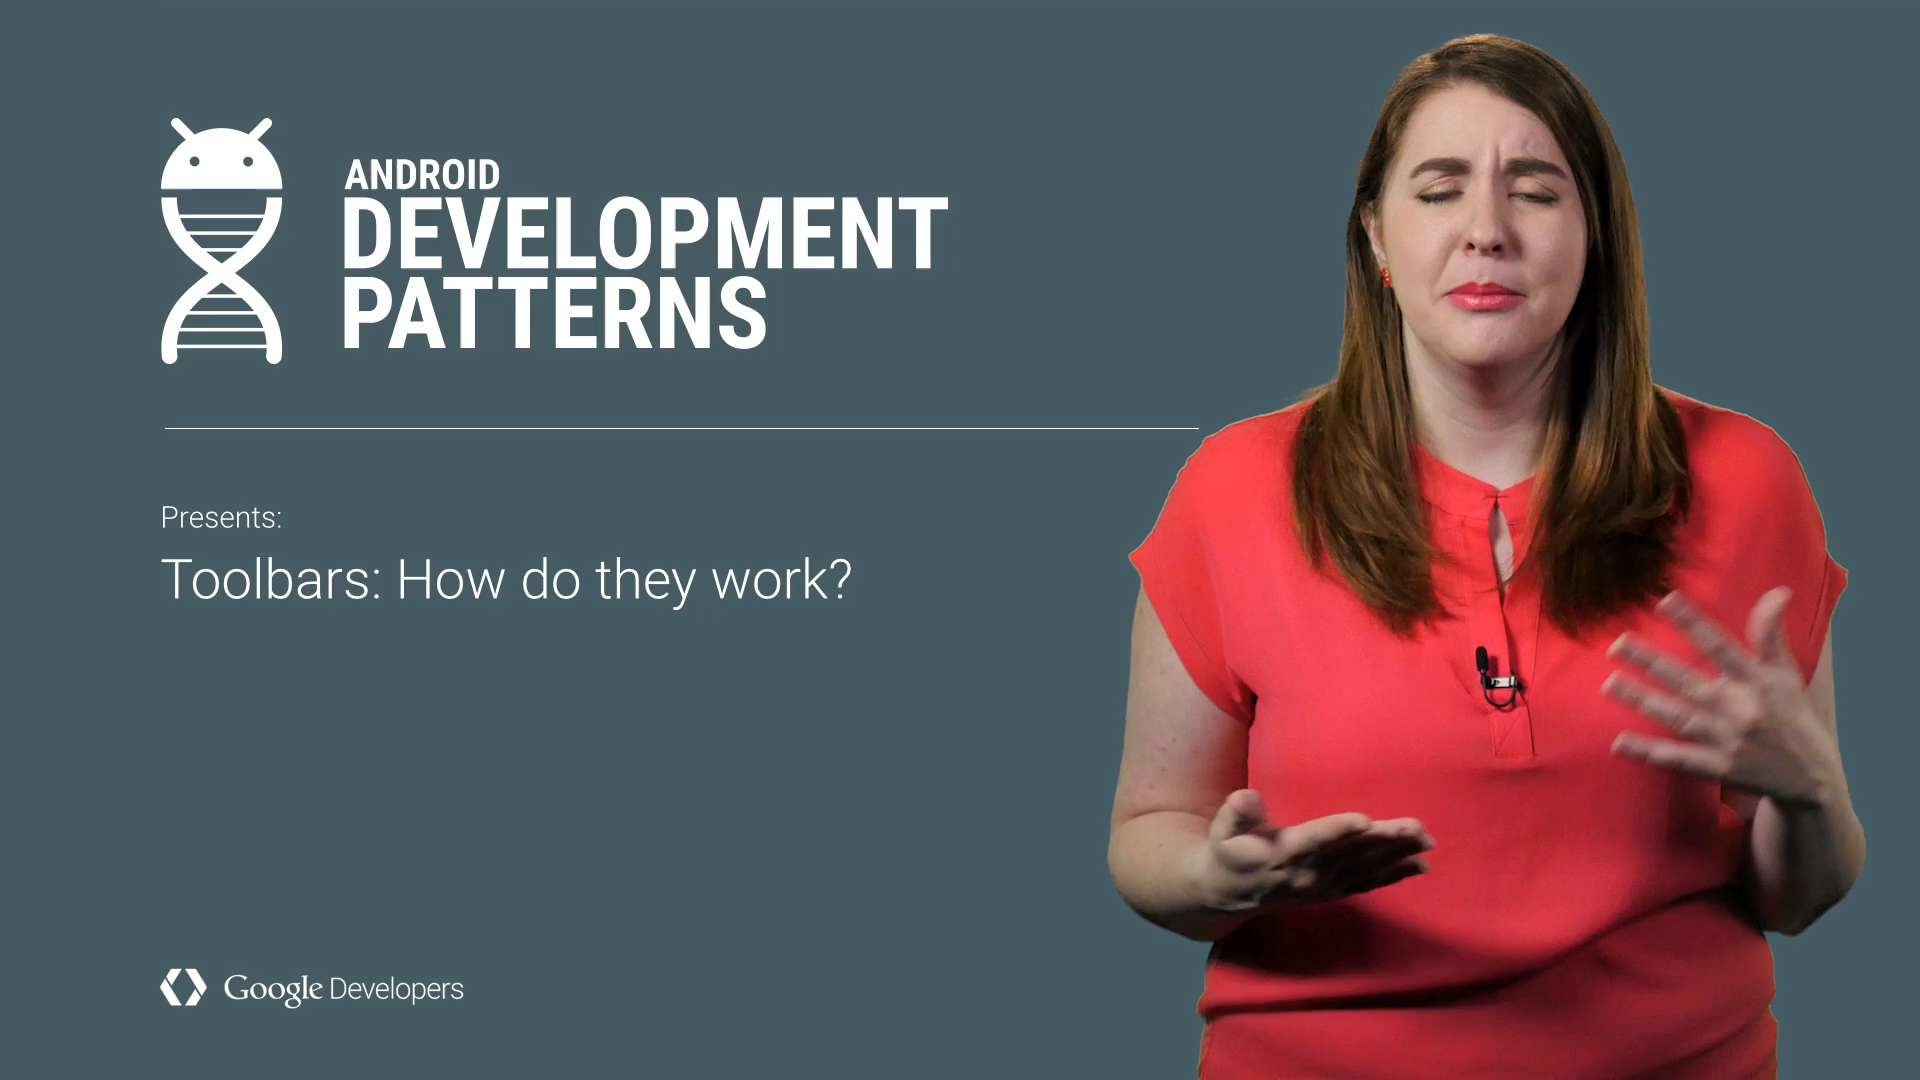 ANDROID
DEVELOPMENT
PATTERNS
Presents:
Toolbars: How do they work?
Google Developers